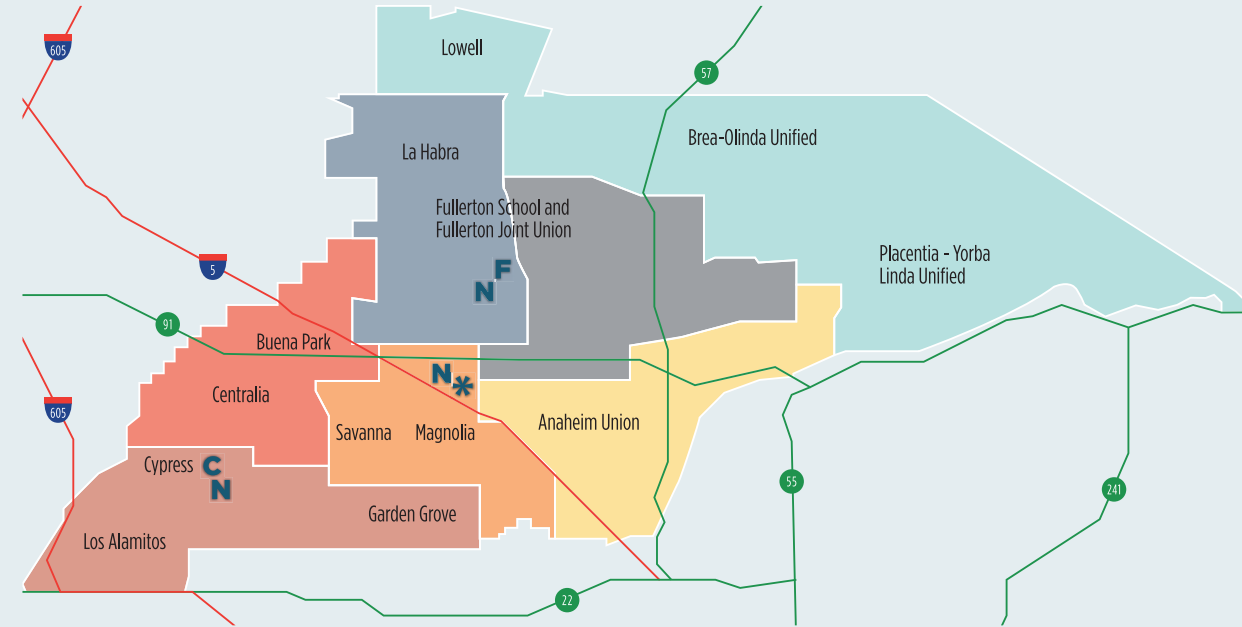 605
Lowell
57
Brea-Olinda Unified
La Habra
Fullerton School and
Fullerton Joint Union
Placentia - Yorba
Linda Unified
5
F
N
91
Buena Park
N
*
Centralia
605
Anaheim Union
Savanna
Magnolia
Cypress
C
N
55
241
Garden Grove
Los Alamitos
22